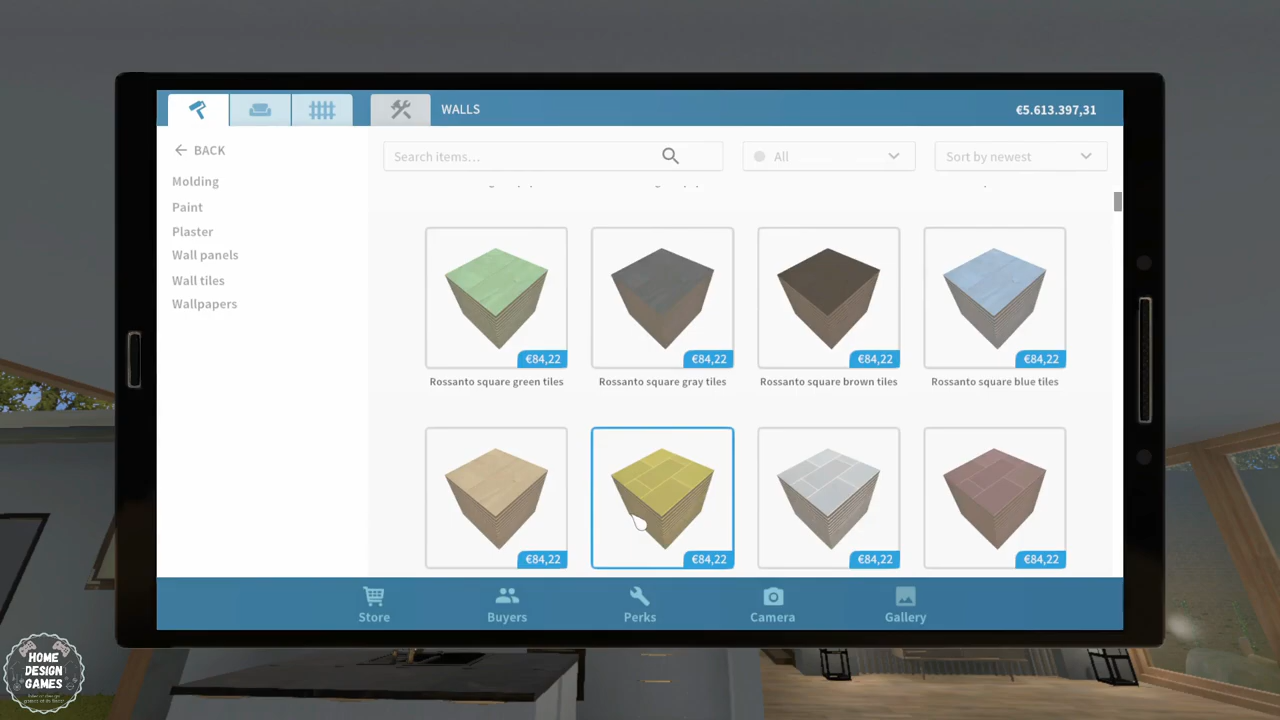 WALLS
€5.613.397,31
BACK
Search items...
All
Sort by newest
Molding
Paint
Plaster
Wall panels
Wall tiles
Wallpapers
€84,22
€84,22
€84,22
€84,22
Rossanto square green tiles
Rossanto square gray tiles
Rossanto square brown tiles
Rossanto square blue tiles
€84,22
€84,22
€84,22
€84,22
Store
Buyers
Perks
Camera
Gallery
HOME
DESIGN
GAMES